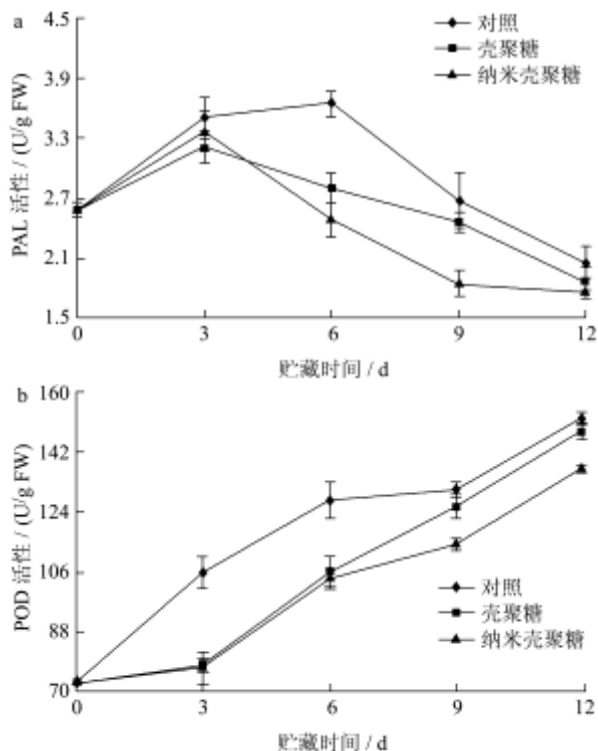 a
4.5
对照
壳聚糖
纳米壳聚糖
3.9
3.3
2.7
2.1
1.5
PAL 活性 / (U/g FW)
0 3 6 9 12
贮藏时间 / d
b
160
142
124
106
88
70
POD 活性 / (U/g FW)
对照
壳聚糖
纳米壳聚糖
0 3 6 9 12
贮藏时间 / d